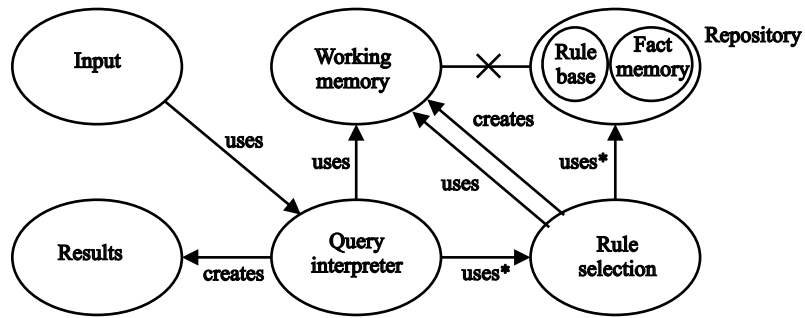 Input
Working
memory
Rule
base
Fact
memory
Repository
uses
uses
uses
creates
uses*
Results
creates
Query
interpreter
uses*
Rule
selection